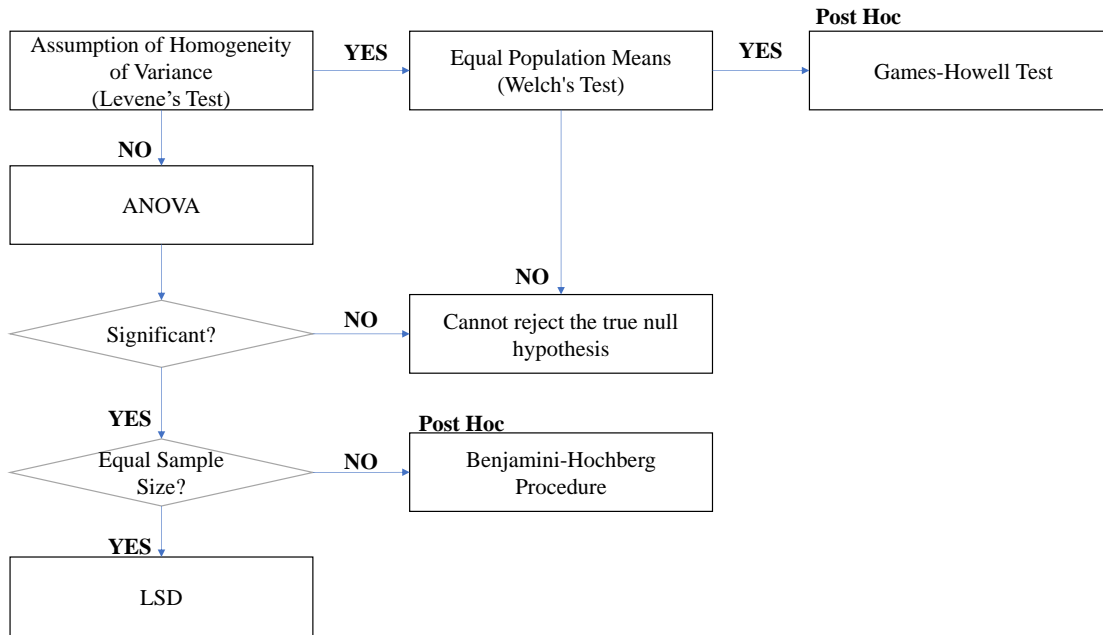 Post Hoc
Assumption of Homogeneity
of Variance
(Levene’s Test)
YES
Equal Population Means
(Welch's Test)
YES
Games-Howell Test
NO
ANOVA
NO
Significant?
NO
Cannot reject the true null
hypothesis
YES
Post Hoc
Equal Sample
Size?
NO
Benjamini-Hochberg
Procedure
YES
LSD